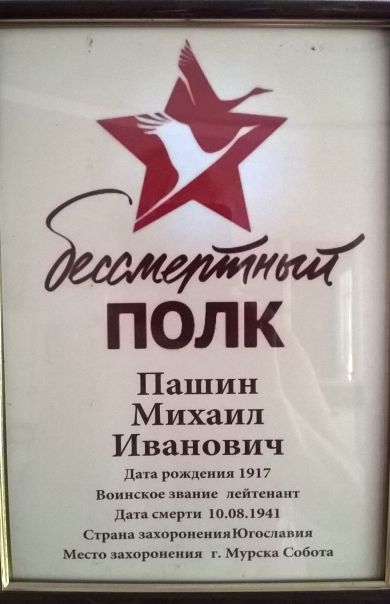 бессмертный
ПОЛК
Пашин
Михаил
Иванович
Дата рождения 1917
Воинское звание лейтенант
Дата смерти 10.08.1941
Страна захоронения Югославия
Место захоронения г. Мурска Собота